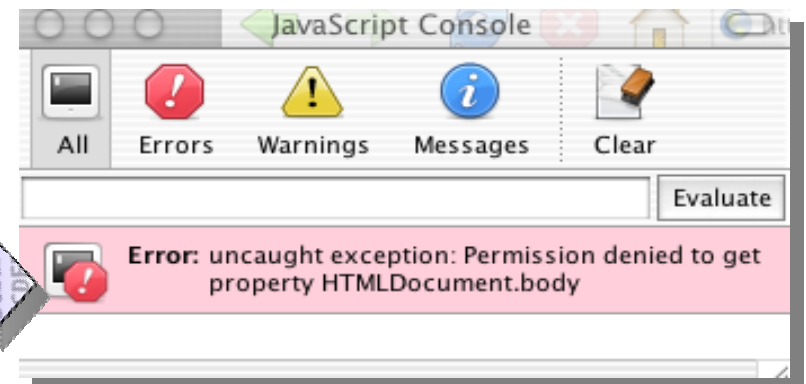 JavaScript Console
All Errors Warnings Messages Clear
Evaluate
Error: uncaught exception: Permission denied to get
property HTMLDocument.body